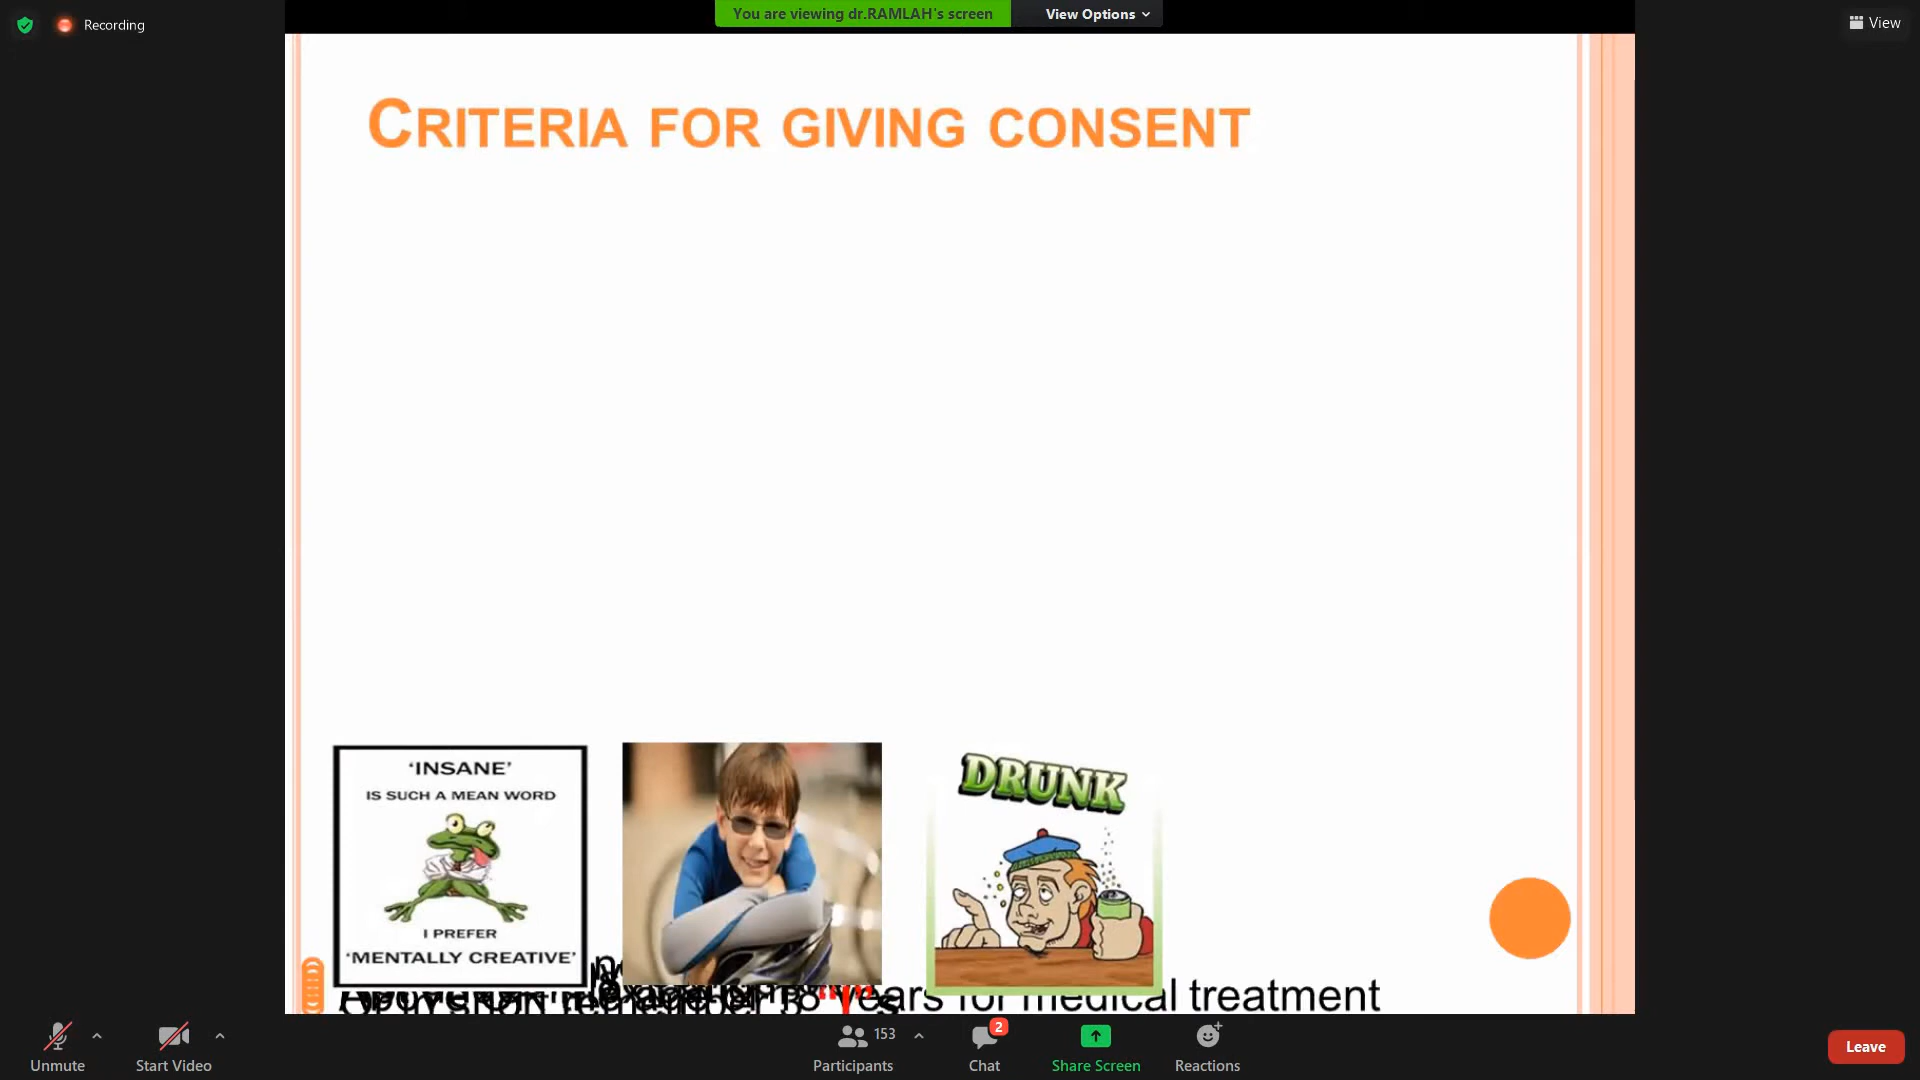 Recording
You are viewing dr.RAMLAH's screen
View Options
View
CRITERIA FOR GIVING CONSENT
'INSANE'
IS SUCH A MEAN WORD
I PREFER
'MENTALLY CREATIVE'
DRUNK
18 years for medical treatment
Unmute
Start Video
Participants
153
Chat
2
Share Screen
Reactions
Leave